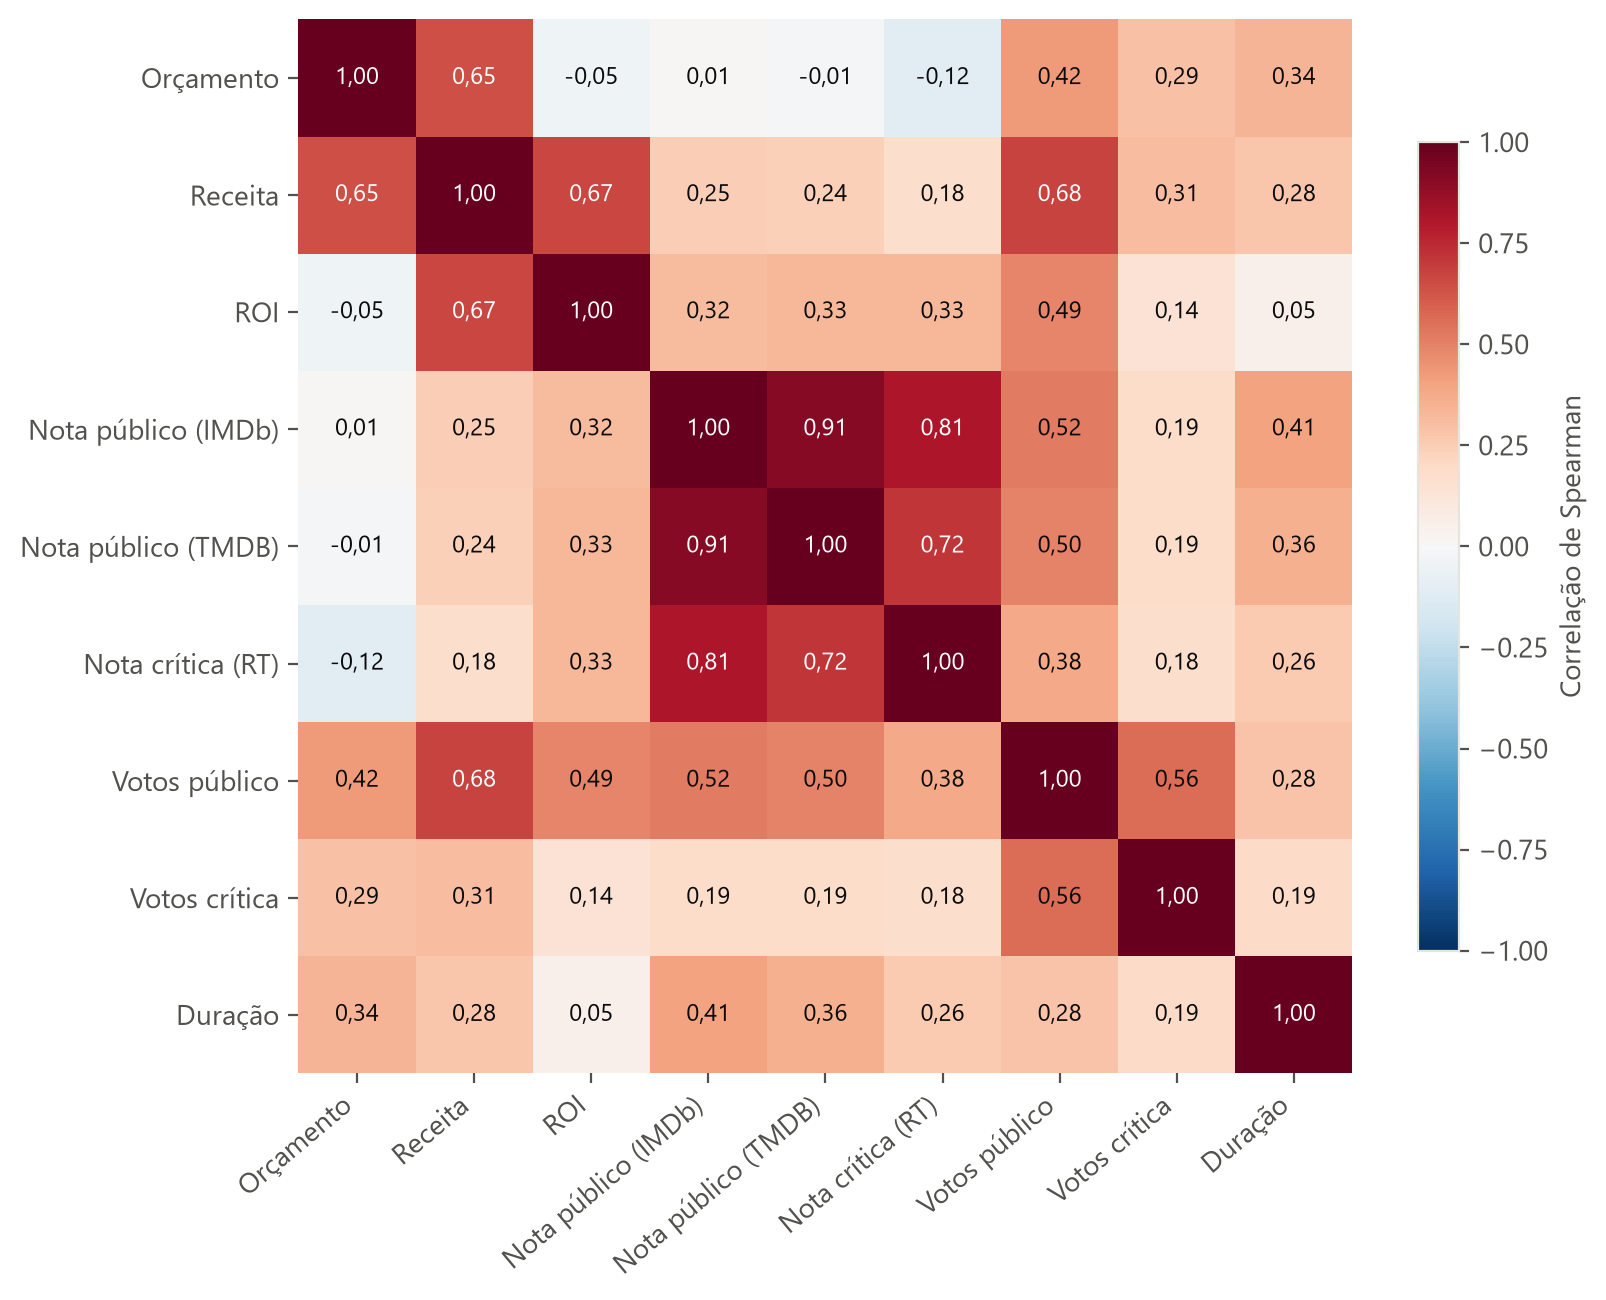 Orçamento 1,00 0,65 -0,05 0,01 -0,01 -0,12 0,42 0,29 0,34
Receita 0,65 1,00 0,67 0,25 0,24 0,18 0,68 0,31 0,28
ROI -0,05 0,67 1,00 0,32 0,33 0,33 0,49 0,14 0,05
Nota público (IMDb) 0,01 0,25 0,32 1,00 0,91 0,81 0,52 0,19 0,41
Nota público (TMDB) -0,01 0,24 0,33 0,91 1,00 0,72 0,50 0,19 0,36
Nota crítica (RT) -0,12 0,18 0,33 0,81 0,72 1,00 0,38 0,18 0,26
Votos público 0,42 0,68 0,49 0,52 0,50 0,38 1,00 0,56 0,28
Votos crítica 0,29 0,31 0,14 0,19 0,19 0,18 0,56 1,00 0,19
Duração 0,34 0,28 0,05 0,41 0,36 0,26 0,28 0,19 1,00
Orçamento
Receita
ROI
Nota público (IMDb)
Nota público (TMDB)
Nota crítica (RT)
Votos público
Votos crítica
Duração
1.00
0.75
0.50
0.25
0.00
−0.25
−0.50
−0.75
−1.00
Correlação de Spearman